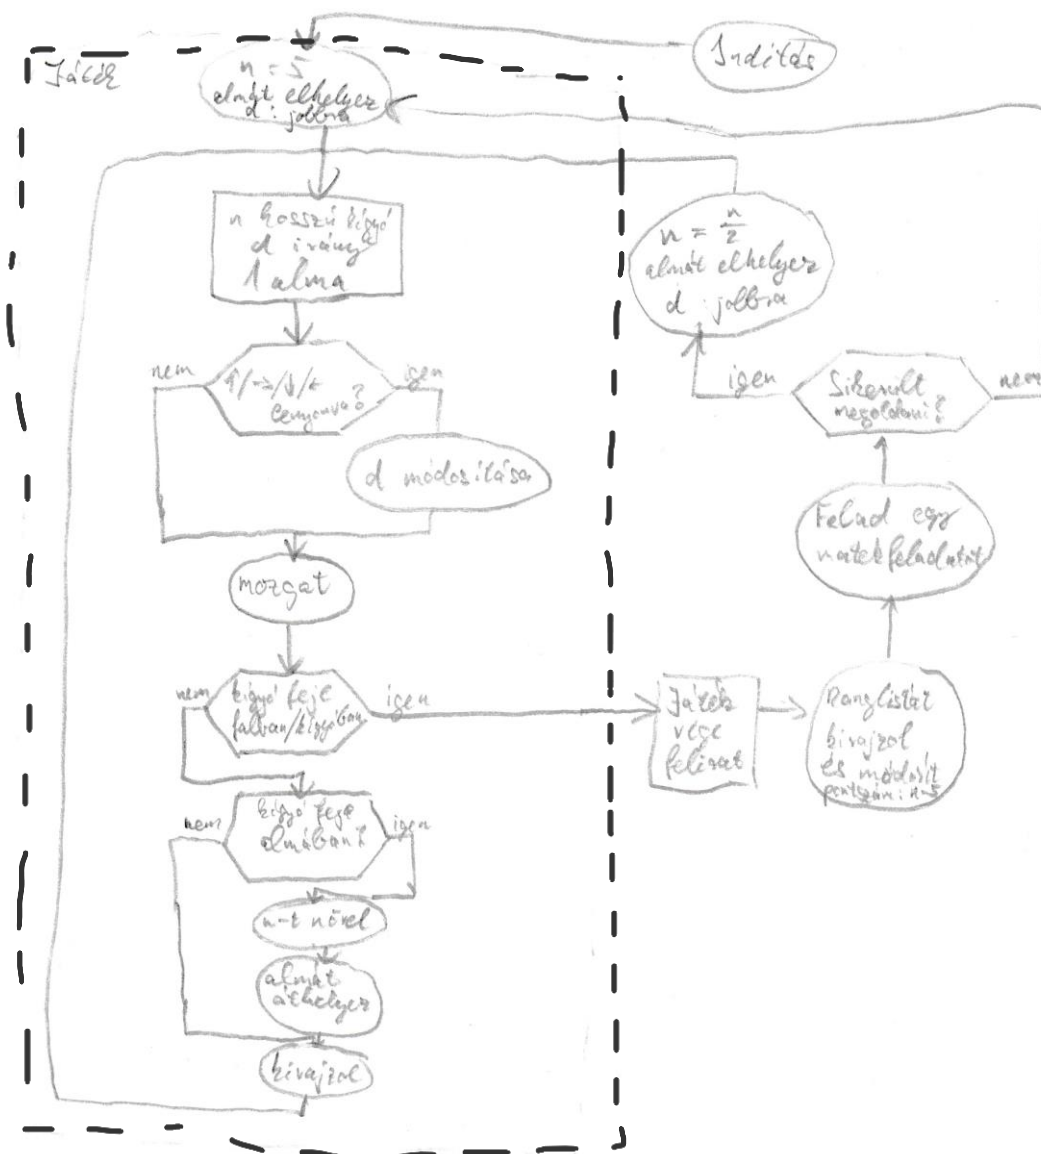 Indítás
Játék
n = 5
almát elhelyez
d : jobbra
n hosszú kígyó
d irány
1 alma
nem
↑/→/↓/←
lenyomva?
igen
d módosítása
mozgat
nem
kígyó feje
falban/kígyóban
igen
nem
kígyó feje
almában?
igen
n-t növel
almát
áthelyez
kirajzol
Játék
vége
felirat
Ranglistát
kirajzol
és módosít
pontszám: n-5
Felad egy
matekfeladatot
Sikerült
megoldani?
igen
nem
n = n/2
almát elhelyez
d : jobbra